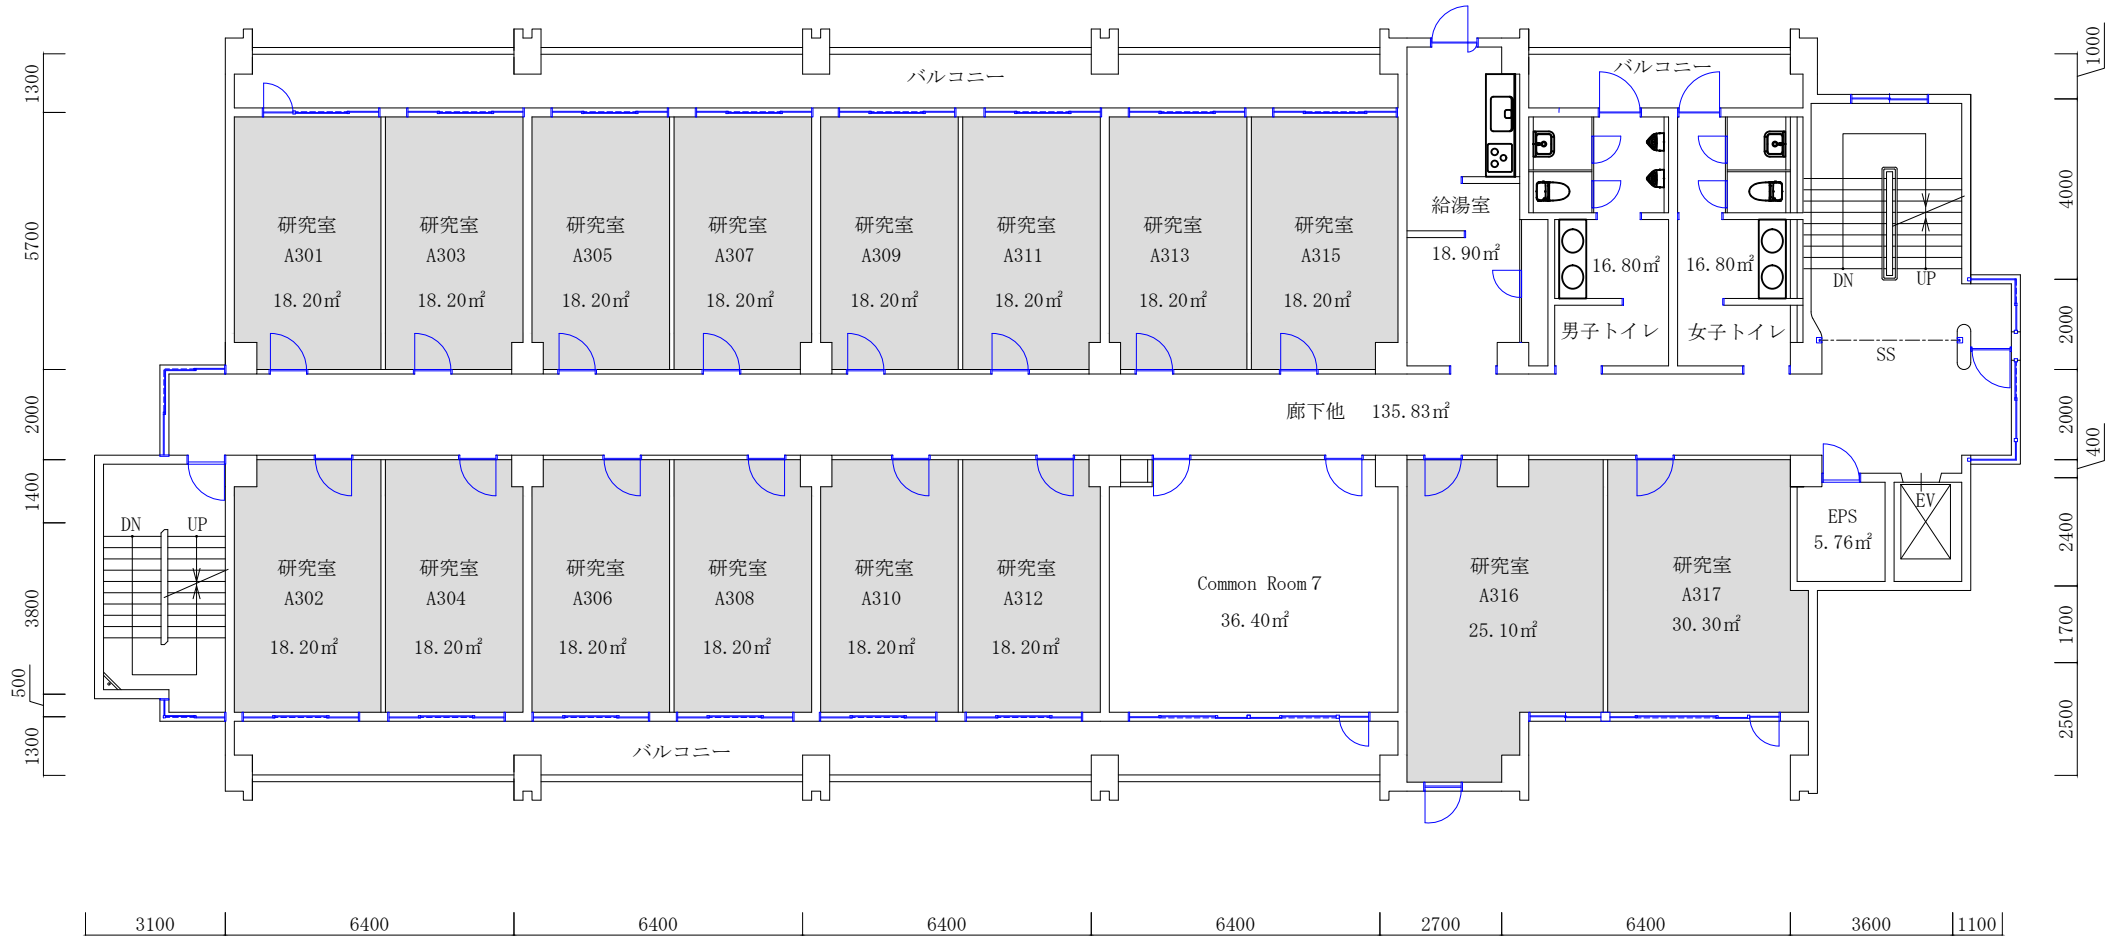 バルコニー
バルコニー
1300
5700
2000
1400
3800
500
1300
1000
4000
2000
2000
400
2400
1700
2500
研究室
A301
18.20㎡
研究室
A303
18.20㎡
研究室
A305
18.20㎡
研究室
A307
18.20㎡
研究室
A309
18.20㎡
研究室
A311
18.20㎡
研究室
A313
18.20㎡
研究室
A315
18.20㎡
給湯室
18.90㎡
16.80㎡
男子トイレ
16.80㎡
女子トイレ
DN
UP
SS
廊下他 135.83㎡
DN
UP
研究室
A302
18.20㎡
研究室
A304
18.20㎡
研究室
A306
18.20㎡
研究室
A308
18.20㎡
研究室
A310
18.20㎡
研究室
A312
18.20㎡
Common Room７
36.40㎡
研究室
A316
25.10㎡
研究室
A317
30.30㎡
EPS
5.76㎡
EV
バルコニー
3100
6400
6400
6400
6400
2700
6400
3600
1100